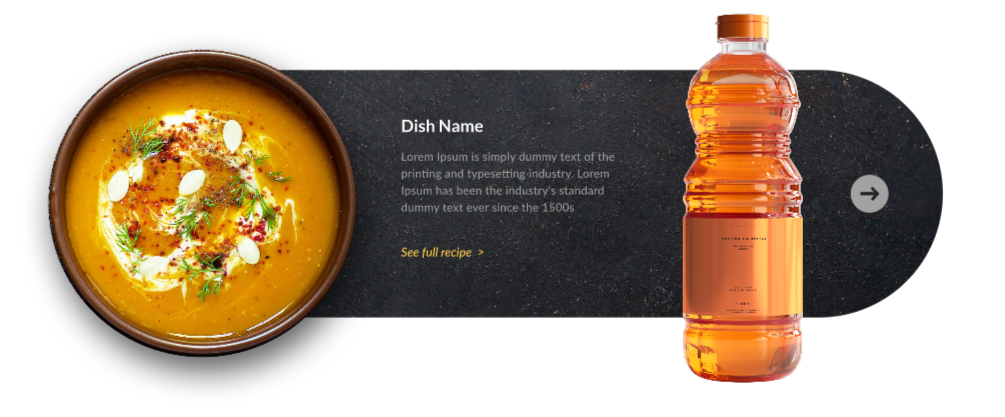 Dish Name
Lorem Ipsum is simply dummy text of the
printing and typesetting industry. Lorem
Ipsum has been the industry's standard
dummy text ever since the 1500s
See full recipe >